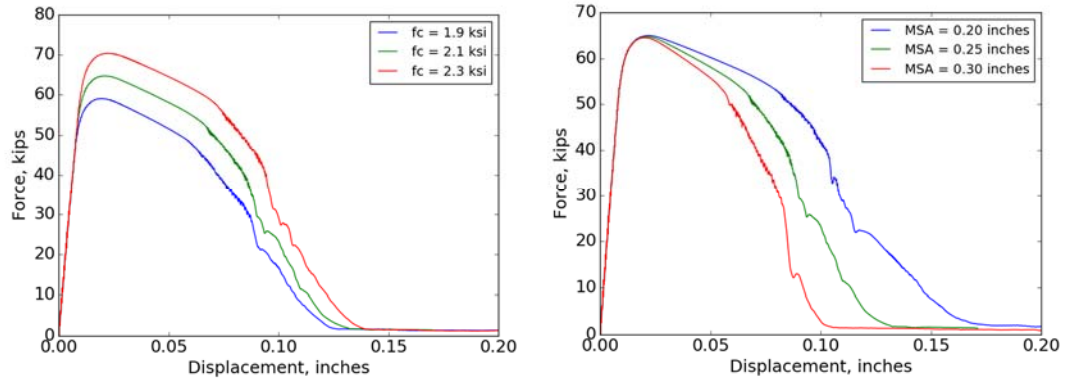 80
70
60
50
40
30
20
10
0
Force, kips
0.00
0.05
0.10
0.15
0.20
Displacement, inches
fc = 1.9 ksi
fc = 2.1 ksi
fc = 2.3 ksi
70
60
50
40
30
20
10
0
Force, kips
0.00
0.05
0.10
0.15
0.20
Displacement, inches
MSA = 0.20 inches
MSA = 0.25 inches
MSA = 0.30 inches